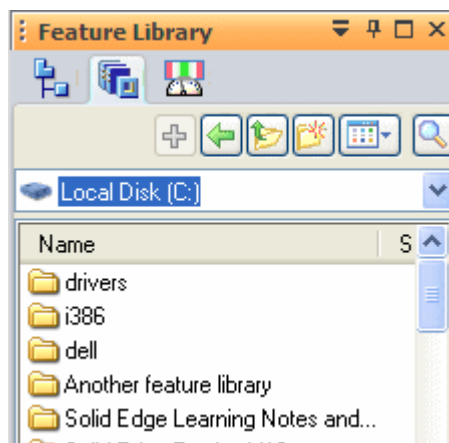 Feature Library
Local Disk (C:)
Name S
drivers
i386
dell
Another feature library
Solid Edge Learning Notes and...